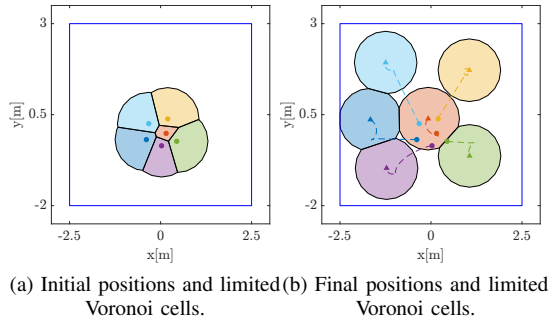 3
0.5
-2
y[m]
-2.5 0 2.5
x[m]
3
0.5
-2
y[m]
-2.5 0 2.5
x[m]
(a) Initial positions and limited
Voronoi cells.
(b) Final positions and limited
Voronoi cells.